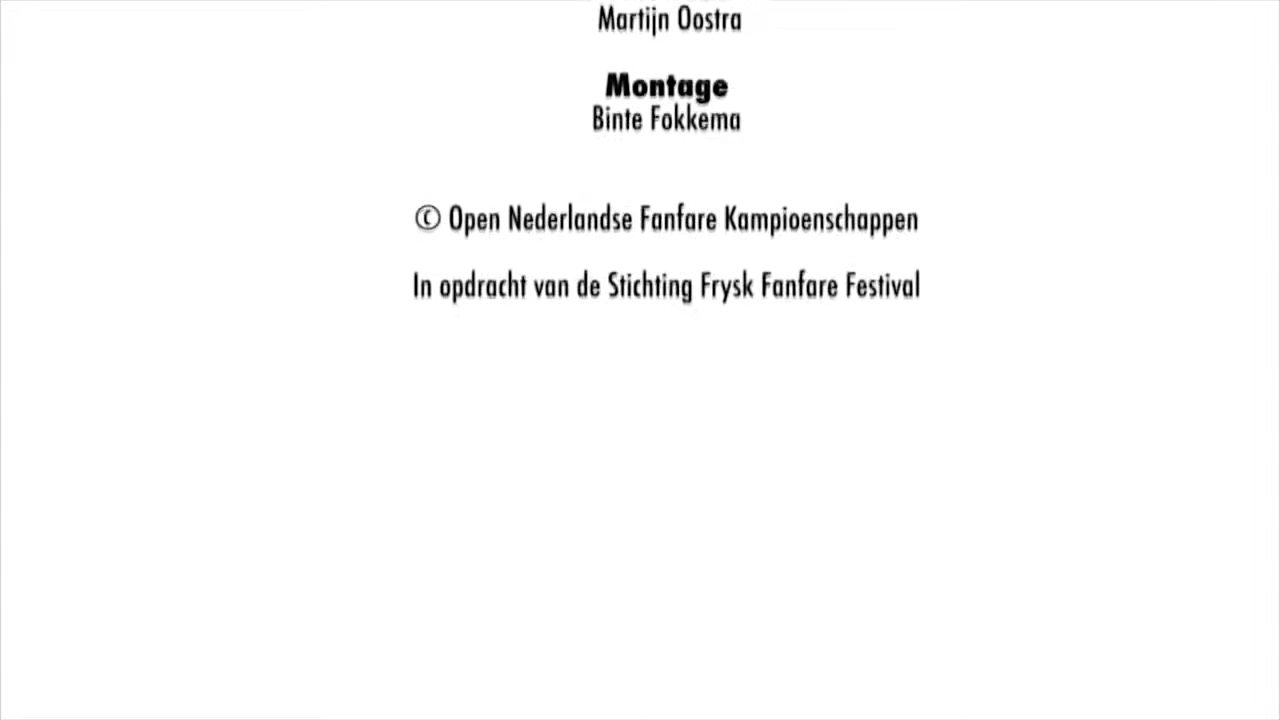 Martijn Oostra
Montage
Binte Fokkema
© Open Nederlandse Fanfare Kampioenschappen
In opdracht van de Stichting Frysk Fanfare Festival